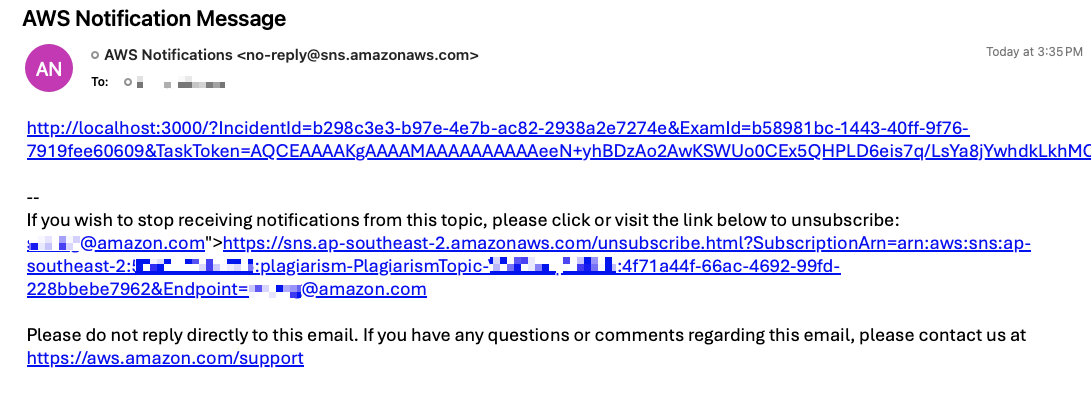 AWS Notification Message
AN
AWS Notifications <no-reply@sns.amazonaws.com>
Today at 3:35 PM
To:
http://localhost:3000/?IncidentId=b298c3e3-b97e-4e7b-ac82-2938a2e7274e&ExamId=b58981bc-1443-40ff-9f76-
7919fee60609&TaskToken=AQCEAAAAKgAAAAMAAAAAAAAAAeeN+yhBDzAo2AwKSWUo0CEx5QHPLD6eis7q/LsYa8jYwhdkLkhMC
--
If you wish to stop receiving notifications from this topic, please click or visit the link below to unsubscribe:
@amazon.com">https://sns.ap-southeast-2.amazonaws.com/unsubscribe.html?SubscriptionArn=arn:aws:sns:ap-
southeast-2: :plagiarism-PlagiarismTopic- :4f71a44f-66ac-4692-99fd-
228bbebe7962&Endpoint= @amazon.com
Please do not reply directly to this email. If you have any questions or comments regarding this email, please contact us at
https://aws.amazon.com/support